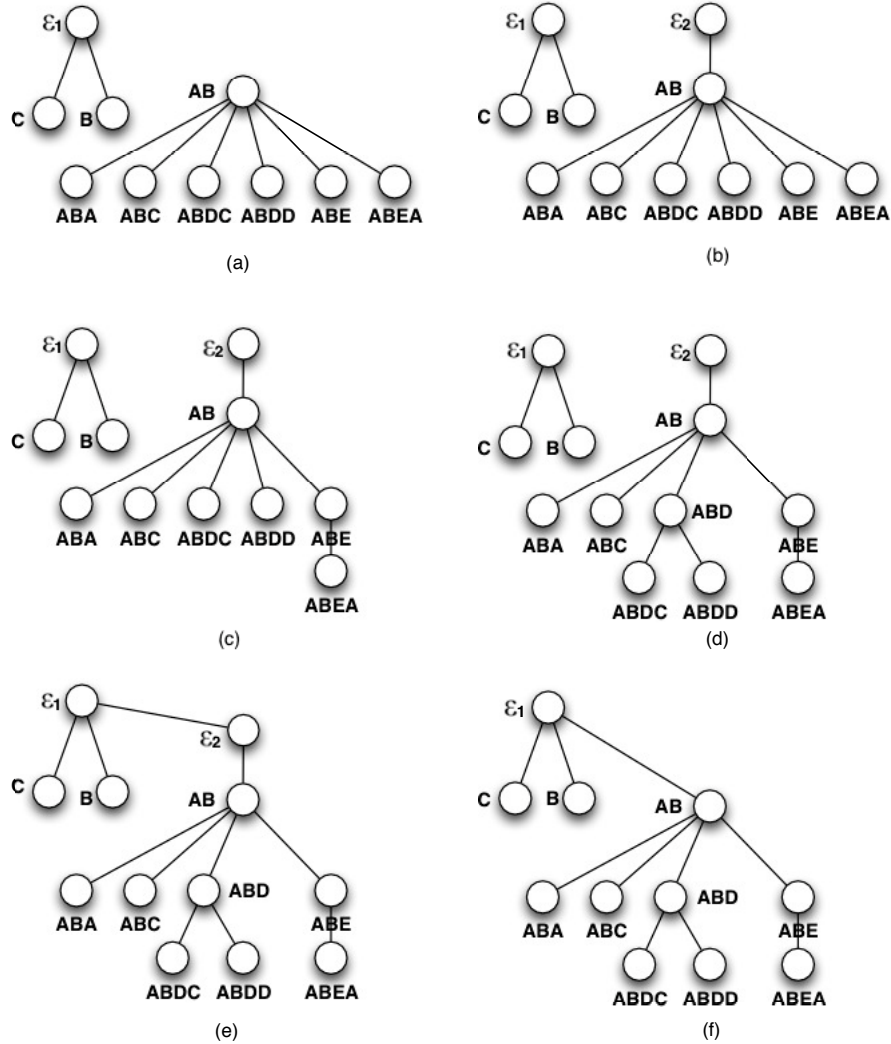 ε1 ε2
C B AB AB
C B
ABA ABC ABDC ABDD ABE ABEA
ABA ABC ABDC ABDD ABE ABEA
(a)
(b)
ε1 ε2
AB
C B
ABA ABC ABDC ABDD ABE
ABEA
(c)
ε1 ε2
AB
C B
ABA ABC ABD ABE
ABDC ABDD ABEA
(d)
ε1
ε2
C B AB
ABA ABC ABD ABE
ABDC ABDD ABEA
(e)
ε1
C B AB
ABA ABC ABD ABE
ABDC ABDD ABEA
(f)